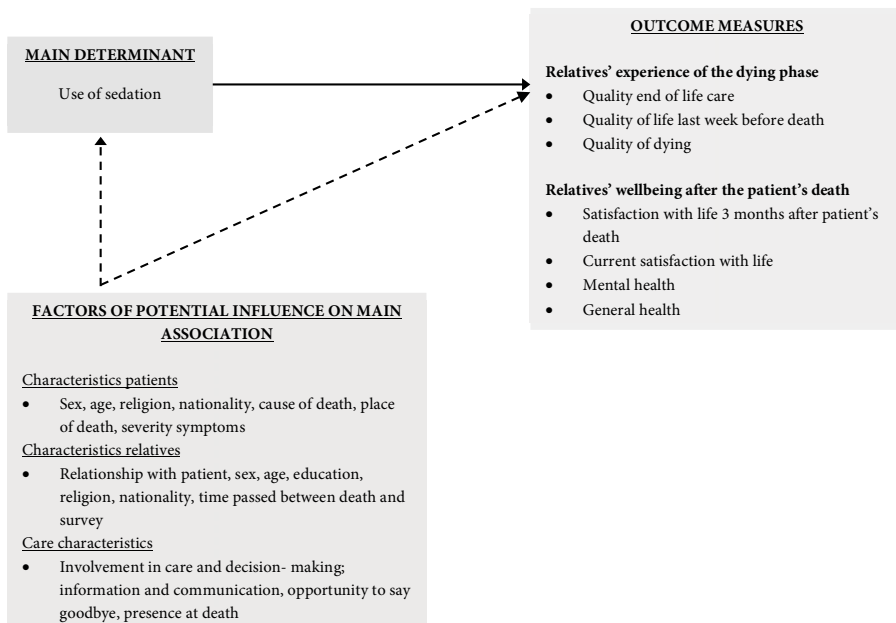 MAIN DETERMINANT
Use of sedation
OUTCOME MEASURES
Relatives’ experience of the dying phase
• Quality end of life care
• Quality of life last week before death
• Quality of dying
Relatives’ wellbeing after the patient’s death
• Satisfaction with life 3 months after patient’s
death
• Current satisfaction with life
• Mental health
• General health
FACTORS OF POTENTIAL INFLUENCE ON MAIN
ASSOCIATION
Characteristics patients
• Sex, age, religion, nationality, cause of death, place
of death, severity symptoms
Characteristics relatives
• Relationship with patient, sex, age, education,
religion, nationality, time passed between death and
survey
Care characteristics
• Involvement in care and decision- making;
information and communication, opportunity to say
goodbye, presence at death